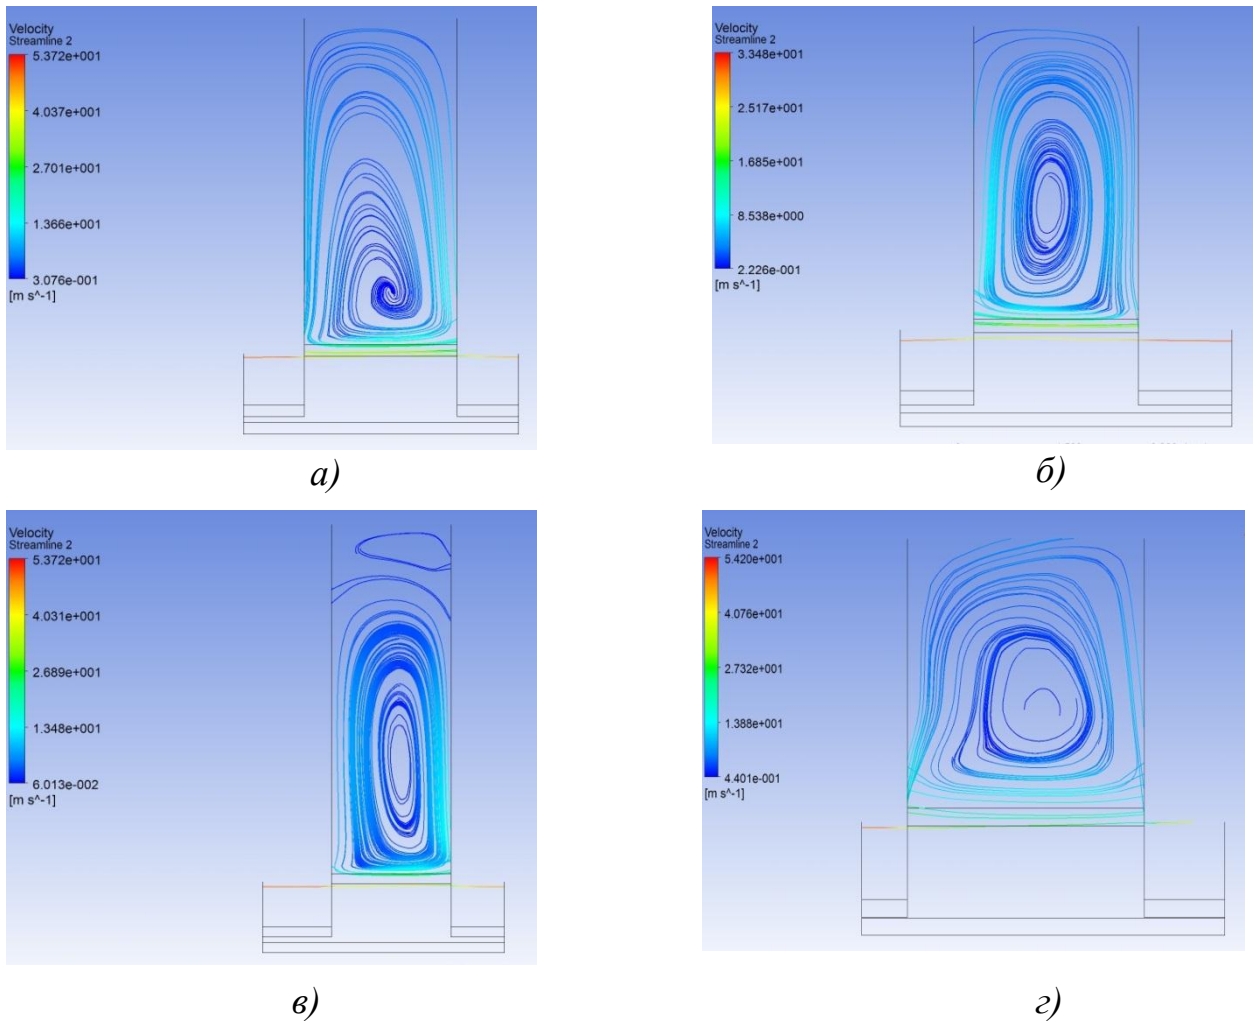 Velocity
Streamline 2
5.372e+001
4.037e+001
2.701e+001
1.366e+001
3.076e-001
[m s^-1]
а)
Velocity
Streamline 2
3.348e+001
2.517e+001
1.685e+001
8.538e+000
2.226e-001
[m s^-1]
б)
Velocity
Streamline 2
5.372e+001
4.031e+001
2.689e+001
1.348e+001
6.013e-002
[m s^-1]
в)
Velocity
Streamline 2
5.420e+001
4.076e+001
2.732e+001
1.388e+001
4.401e-001
[m s^-1]
г)